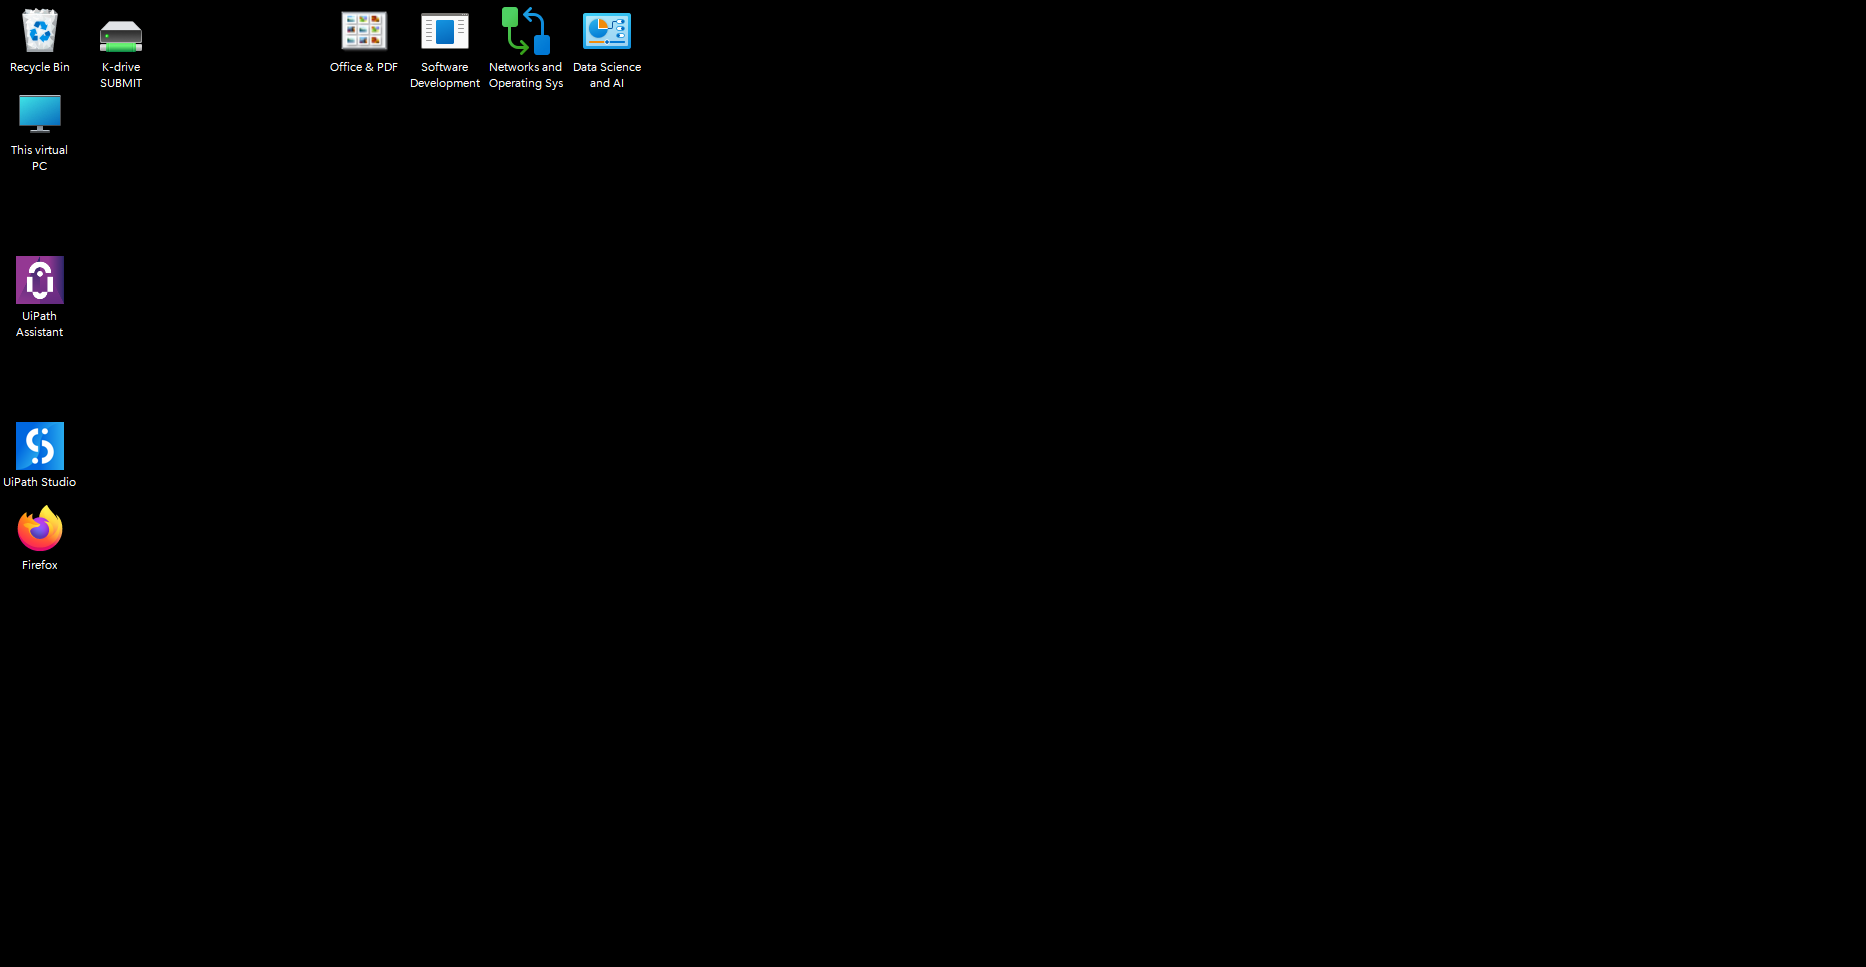 Recycle Bin
K-drive
SUBMIT
Office & PDF
Software
Development
Networks and
Operating Sys
Data Science
and AI
This virtual
PC
UiPath
Assistant
UiPath Studio
Firefox